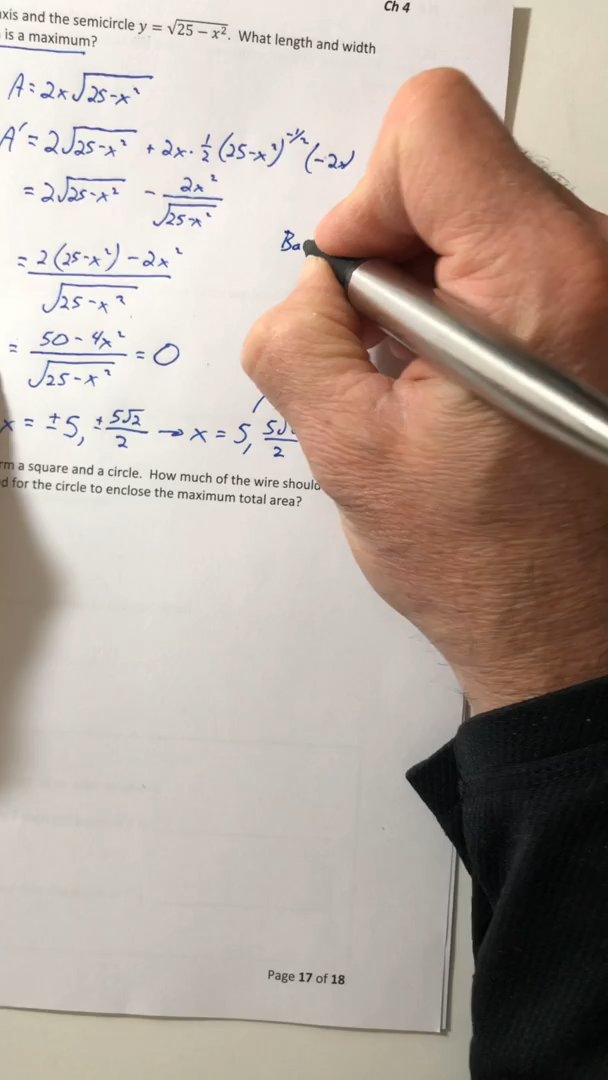 Ch 4
xis and the semicircle y = √25 − x². What length and width
is a maximum?
A = 2x√25-x²
A' = 2√25-x² + 2x · 1/2 (25-x²)^-1/2 (-2x)
= 2√25-x² - 2x²/√25-x²
= 2(25-x²) - 2x²/√25-x²
Ba
= 50 - 4x²/√25-x² = 0
x = ±5, ±5√2/2 → x = 5, 5√2/2
rm a square and a circle. How much of the wire should
d for the circle to enclose the maximum total area?
Page 17 of 18